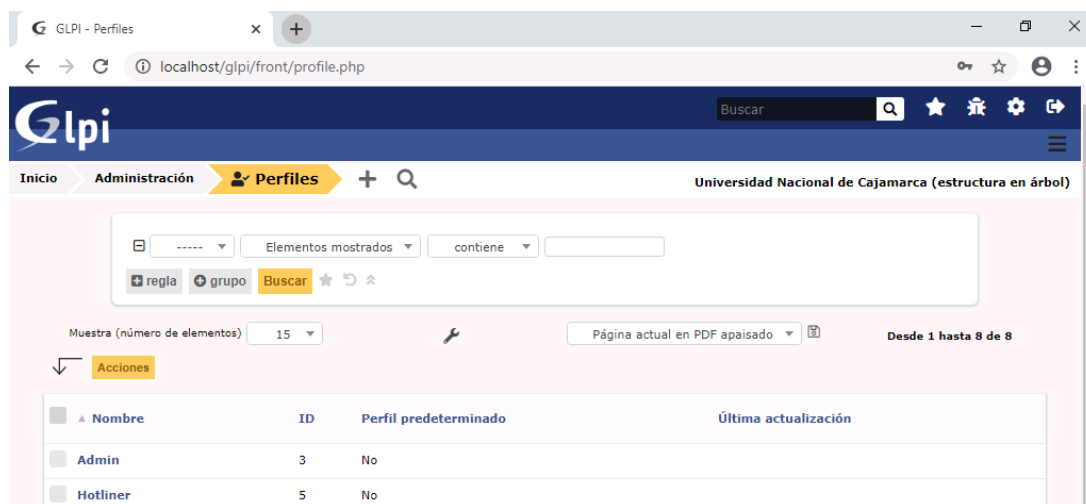 GLPI - Perfiles
localhost/glpi/front/profile.php
Glpi
Buscar
Inicio Administración Perfiles
Universidad Nacional de Cajamarca (estructura en árbol)
----- Elementos mostrados contiene
regla grupo Buscar
Muestra (número de elementos) 15 Página actual en PDF apaisado Desde 1 hasta 8 de 8
Acciones
Nombre ID Perfil predeterminado Última actualización
Admin 3 No
Hotliner 5 No